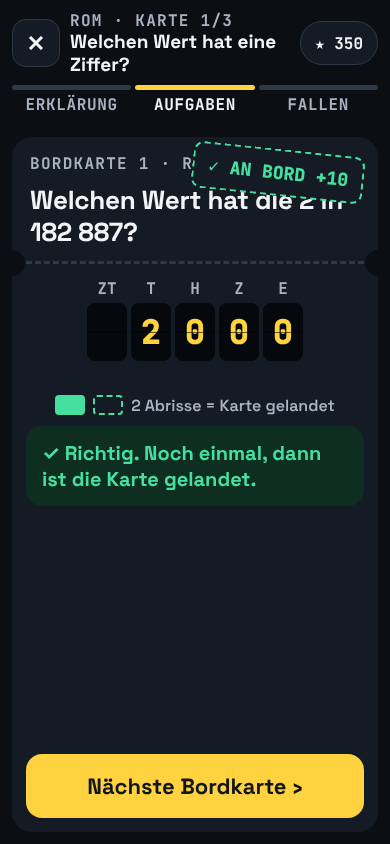 ROM · KARTE 1/3
Welchen Wert hat eine
Ziffer?
★ 350
ERKLÄRUNG AUFGABEN FALLEN
BORDKARTE 1 ·
✓ AN BORD +10
Welchen Wert hat die 2 in
182 887?
ZT T H Z E
2 0 0 0
2 Abrisse = Karte gelandet
✓ Richtig. Noch einmal, dann
ist die Karte gelandet.
Nächste Bordkarte ›